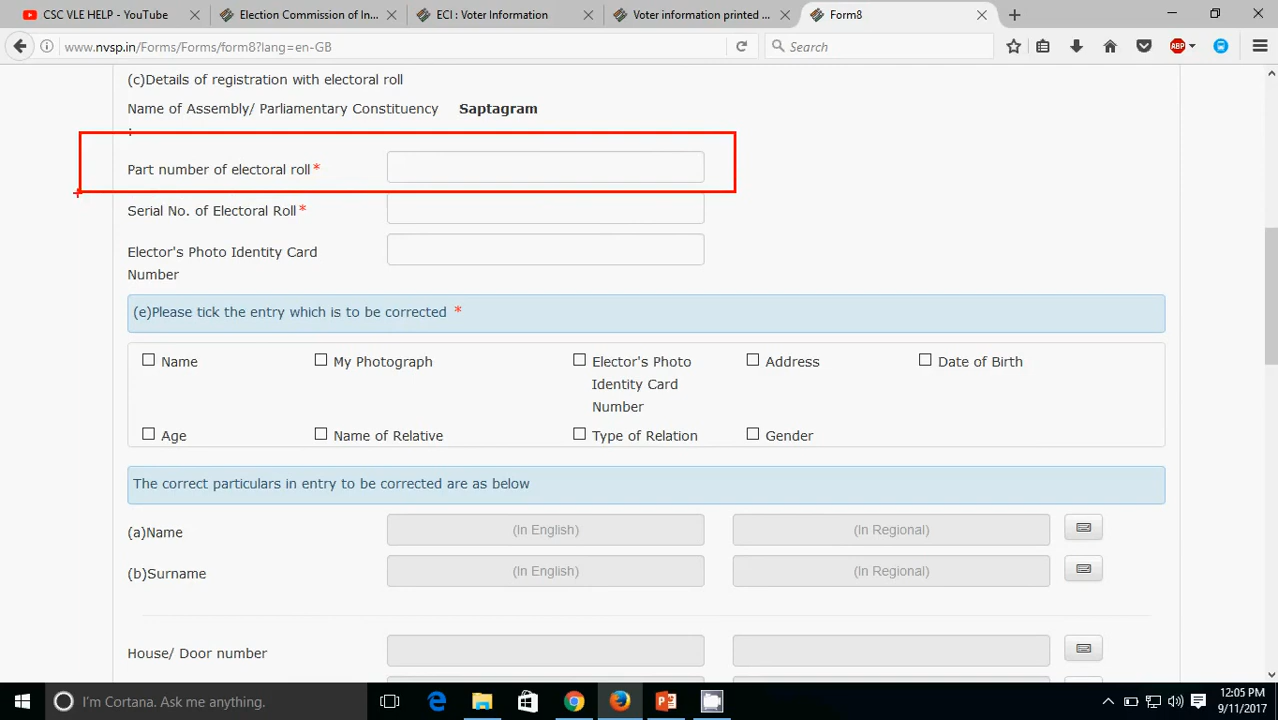 CSC VLE HELP - YouTube
Election Commission of In...
ECI : Voter Information
Voter information printed ...
Form8
www.nvsp.in/Forms/Forms/form8?lang=en-GB
Search
ABP
(c)Details of registration with electoral roll
Name of Assembly/ Parliamentary Constituency Saptagram
:
Part number of electoral roll*
Serial No. of Electoral Roll*
Elector's Photo Identity Card
Number
(e)Please tick the entry which is to be corrected *
Name
My Photograph
Elector's Photo
Identity Card
Number
Address
Date of Birth
Age
Name of Relative
Type of Relation
Gender
The correct particulars in entry to be corrected are as below
(a)Name (In English) (In Regional)
(b)Surname (In English) (In Regional)
House/ Door number
I'm Cortana. Ask me anything.
12:05 PM
9/11/2017